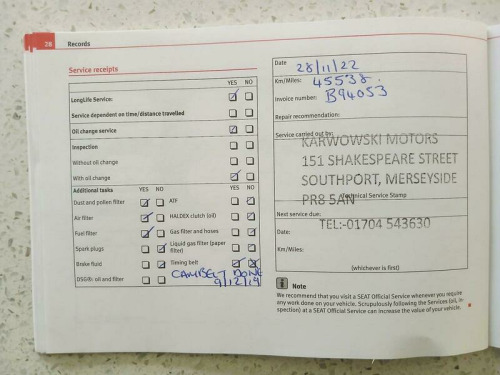 28 Records
Service receipts
YES NO
LongLife Service:
Service dependent on time/distance travelled
Oil change service
Inspection
Without oil change
With oil change
Additional tasks YES NO YES NO
Dust and pollen filter ATF
Air filter HALDEX clutch (oil)
Fuel filter Gas filter and hoses
Spark plugs Liquid gas filter (paper
filter)
Brake fluid Timing belt
DSG®: oil and filter
CAMBELT DONE
9/12/19
Date 28/11/22
Km/Miles: 45538.
Invoice number: B94053
Repair recommendation:
Service carried out by:
KARWOWSKI MOTORS
151 SHAKESPEARE STREET
SOUTHPORT, MERSEYSIDE
PR8 5AN
Technical Service Stamp
TEL:-01704 543630
Next service due:
Date:
Km/Miles:
(whichever is first)
Note
We recommend that you visit a SEAT Official Service whenever you require
any work done on your vehicle. Scrupulously following the Services (oil, in-
spection) at a SEAT Official Service can increase the value of your vehicle.